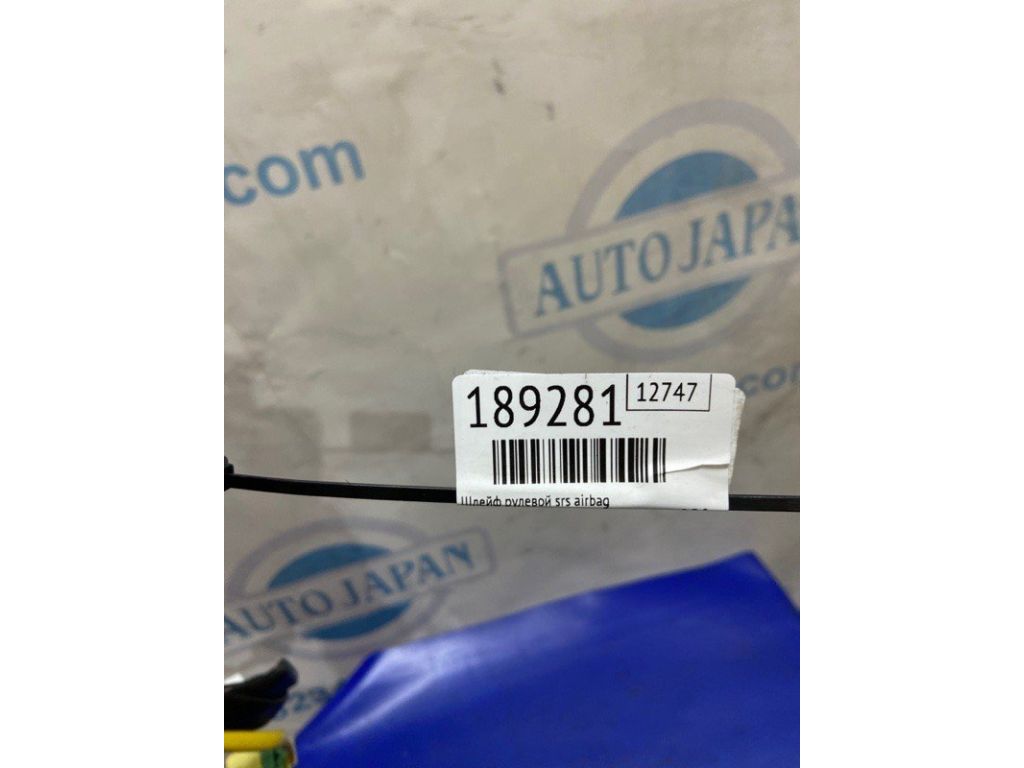 .com
AUTO JAPAN
189281
12747
.com
Шлейф рулевой srs airbag
AUTO JAPAN